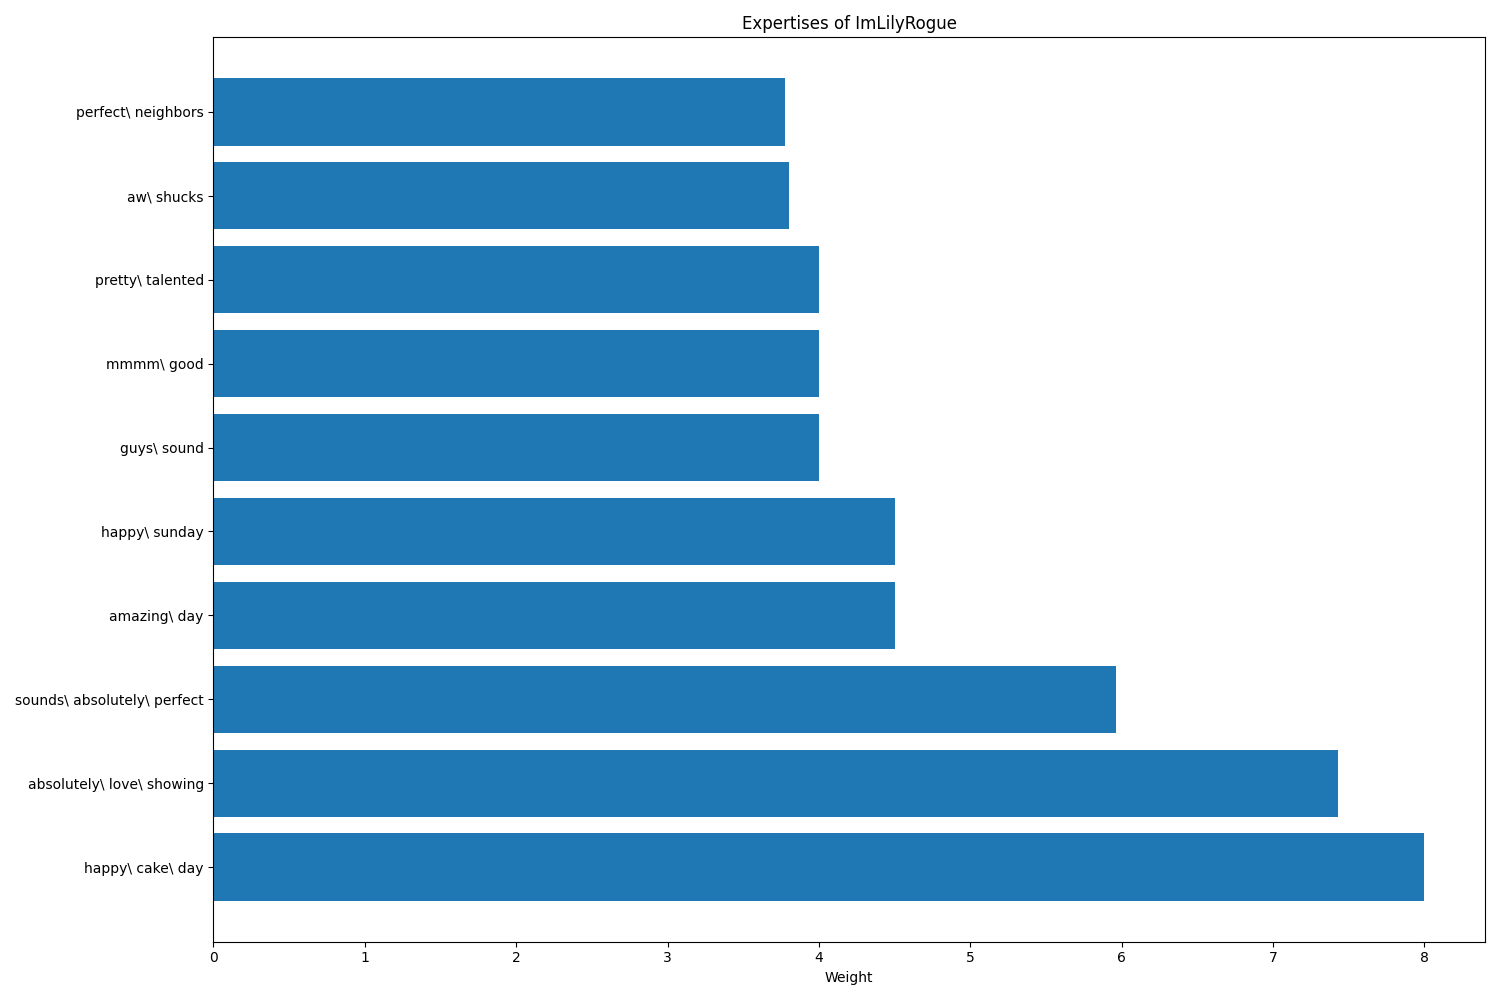 Expertises of ImLilyRogue
perfect\ neighbors
aw\ shucks
pretty\ talented
mmmm\ good
guys\ sound
happy\ sunday
amazing\ day
sounds\ absolutely\ perfect
absolutely\ love\ showing
happy\ cake\ day
0 1 2 3 4 5 6 7 8
Weight